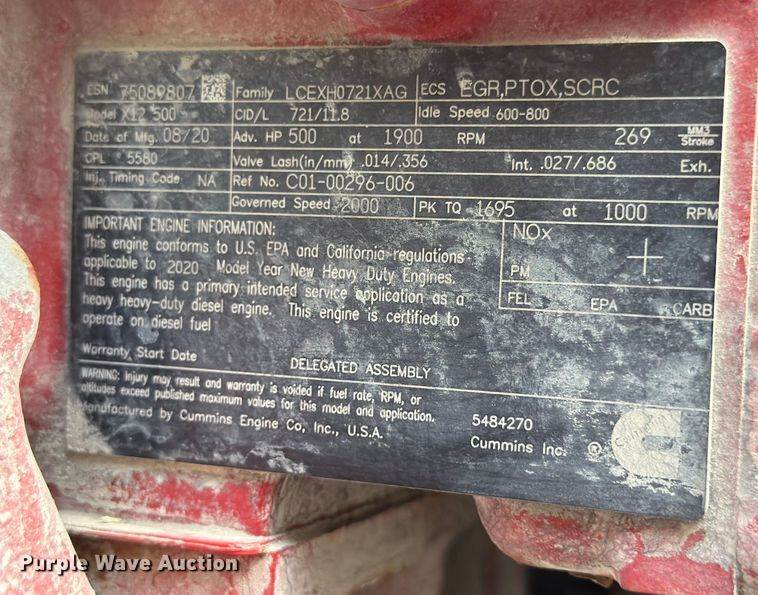 ESN 75089807 Family LCEXH0721XAG ECS EGR,PTOX,SCRC
Model X12 500 CID/L 721/11.8 Idle Speed 600-800
Date of Mfg. 08/20 Adv. HP 500 at 1900 RPM 269 MM3 Stroke
CPL 5580 Valve Lash(in/mm) .014/.356 Int. .027/.686 Exh.
Inj. Timing Code NA Ref No. C01-00296-006
Governed Speed 2000 PK TQ 1695 at 1000 RPM
IMPORTANT ENGINE INFORMATION:
This engine conforms to U.S. EPA and California regulations
applicable to 2020 Model Year New Heavy Duty Engines.
This engine has a primary intended service application as a
heavy heavy-duty diesel engine. This engine is certified to
operate on diesel fuel
NOx
PM
FEL EPA CARB
Warranty Start Date DELEGATED ASSEMBLY
WARNING: Injury may result and warranty is voided if fuel rate, RPM, or
altitudes exceed published maximum values for this model and application.
Manufactured by Cummins Engine Co, Inc., U.S.A.
5484270
Cummins Inc. ®
Purple Wave Auction